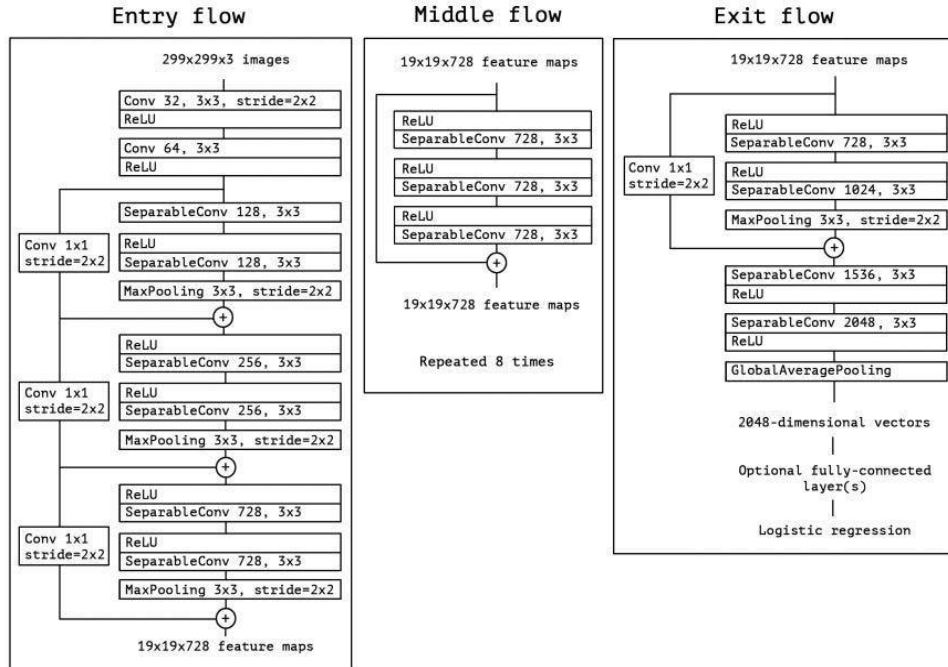 Entry flow
299x299x3 images
Conv 32, 3x3, stride=2x2
ReLU
Conv 64, 3x3
ReLU
SeparableConv 128, 3x3
Conv 1x1
stride=2x2
ReLU
SeparableConv 128, 3x3
MaxPooling 3x3, stride=2x2
+
ReLU
SeparableConv 256, 3x3
Conv 1x1
stride=2x2
ReLU
SeparableConv 256, 3x3
MaxPooling 3x3, stride=2x2
+
ReLU
SeparableConv 728, 3x3
Conv 1x1
stride=2x2
ReLU
SeparableConv 728, 3x3
MaxPooling 3x3, stride=2x2
+
19x19x728 feature maps
Middle flow
19x19x728 feature maps
ReLU
SeparableConv 728, 3x3
ReLU
SeparableConv 728, 3x3
ReLU
SeparableConv 728, 3x3
+
19x19x728 feature maps
Repeated 8 times
Exit flow
19x19x728 feature maps
ReLU
SeparableConv 728, 3x3
Conv 1x1
stride=2x2
ReLU
SeparableConv 1024, 3x3
MaxPooling 3x3, stride=2x2
+
SeparableConv 1536, 3x3
ReLU
SeparableConv 2048, 3x3
ReLU
GlobalAveragePooling
2048-dimensional vectors
Optional fully-connected
layer(s)
Logistic regression